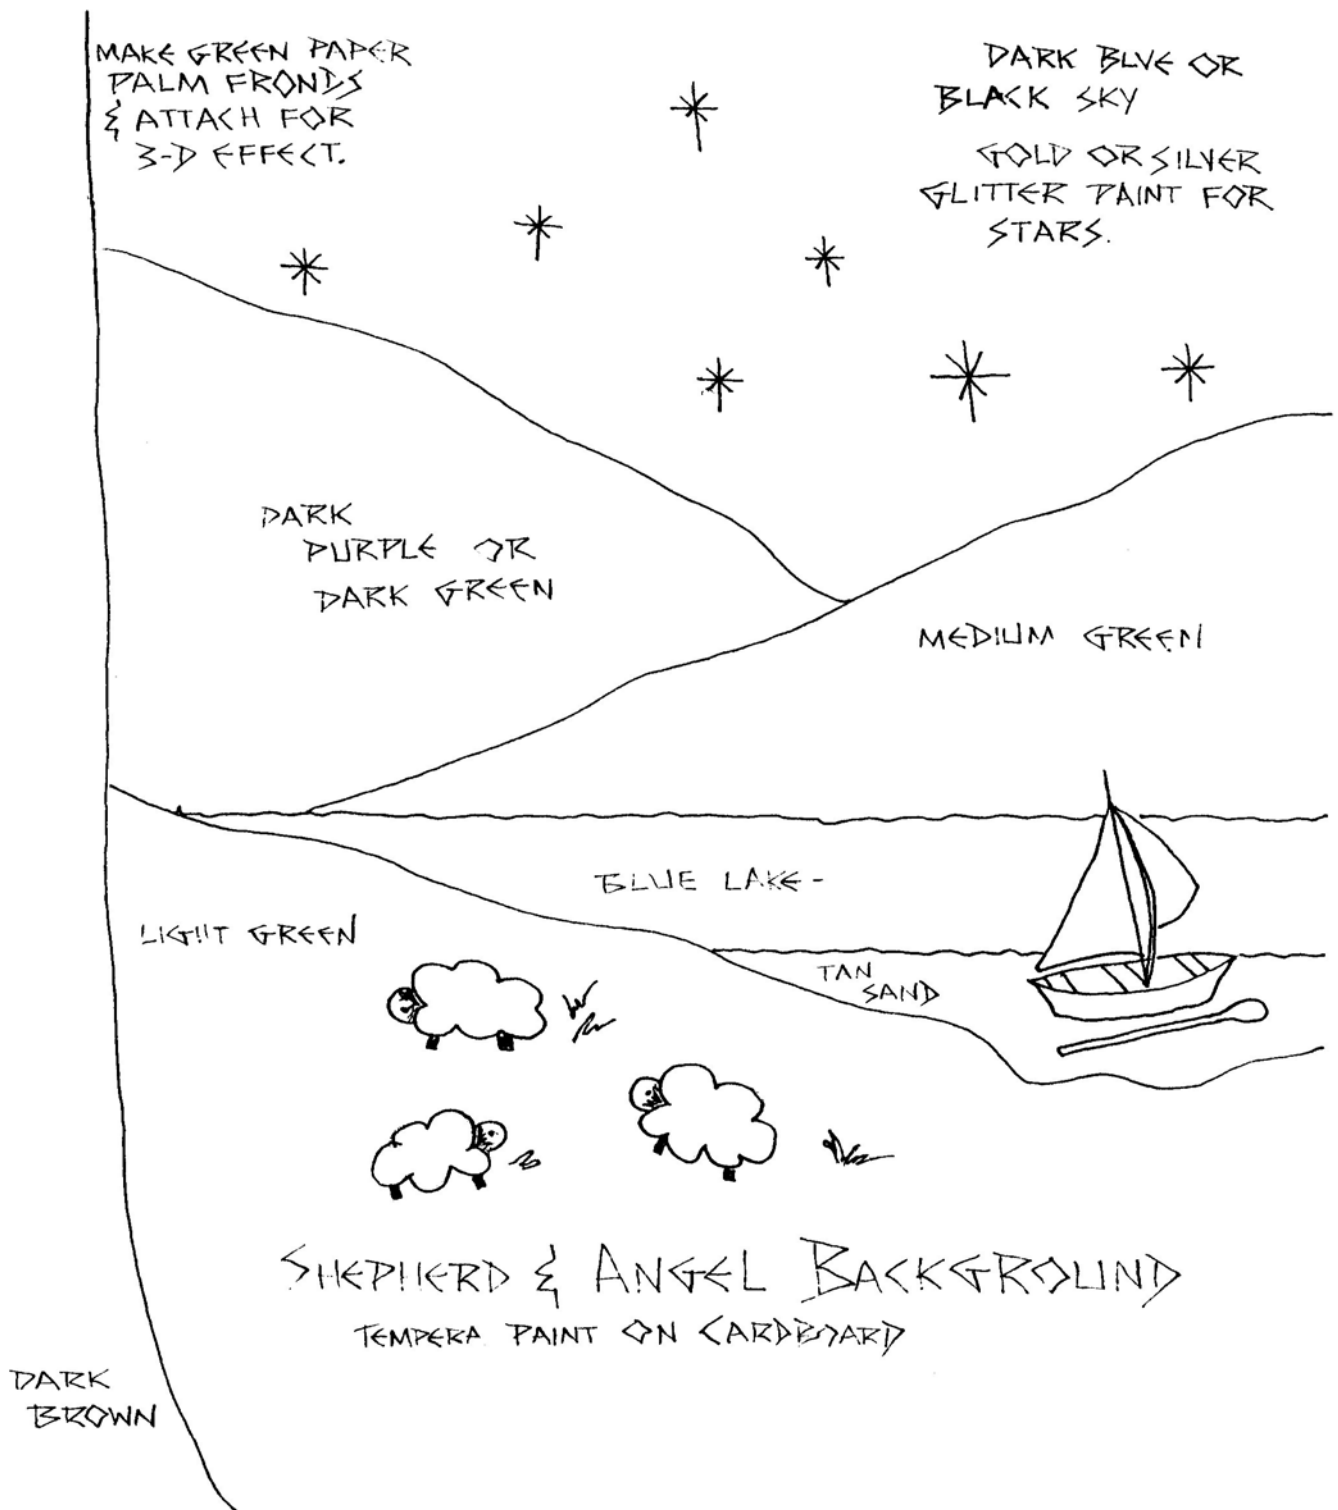 MAKE GREEN PAPER
PALM FRONDS
& ATTACH FOR
3-D EFFECT.
DARK BLVE OR
BLACK SKY
GOLD OR SILVER
GLITTER PAINT FOR
STARS.
DARK
PURPLE OR
DARK GREEN
MEDIUM GREEN
BLUE LAKE-
LIGHT GREEN
TAN
SAND
SHEPHERD & ANGEL BACKGROUND
TEMPERA PAINT ON CARDBOARD
DARK
BROWN